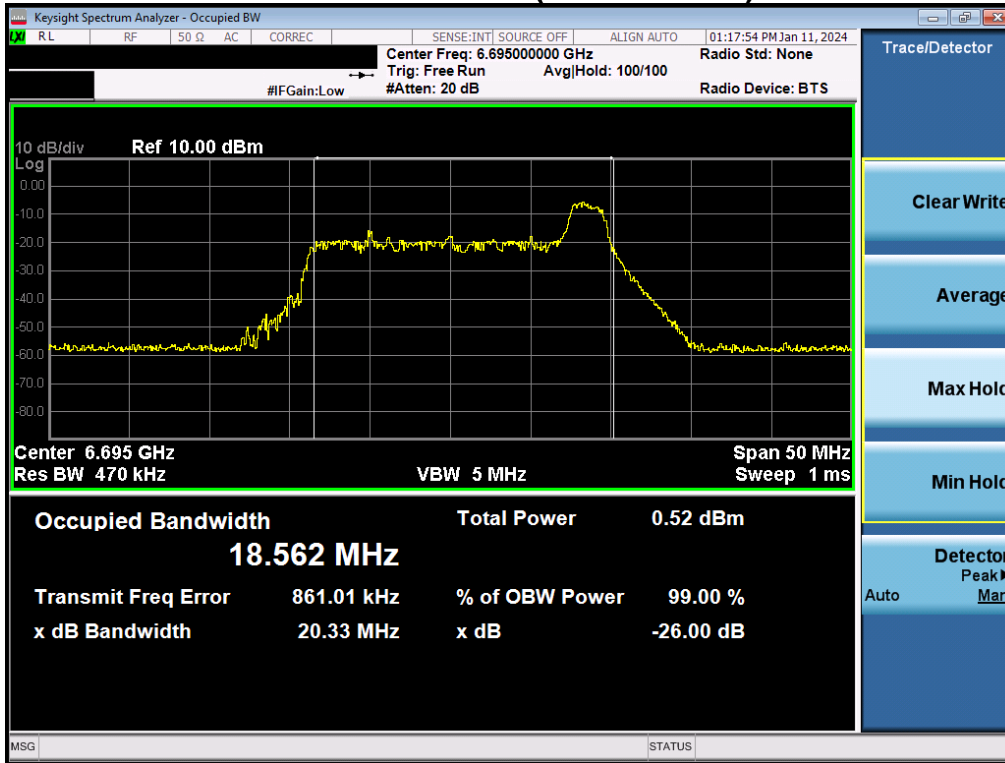 Keysight Spectrum Analyzer - Occupied BW
LXI RL RF 50 Ω AC CORREC SENSE:INT SOURCE OFF ALIGN AUTO 01:17:54 PM Jan 11, 2024
Center Freq: 6.695000000 GHz Radio Std: None
Trig: Free Run Avg|Hold: 100/100
#IFGain:Low #Atten: 20 dB Radio Device: BTS
Trace/Detector
10 dB/div Ref 10.00 dBm
Log
0.00
-10.0
-20.0
-30.0
-40.0
-50.0
-60.0
-70.0
-80.0
Center 6.695 GHz Span 50 MHz
Res BW 470 kHz VBW 5 MHz Sweep 1 ms
Occupied Bandwidth Total Power 0.52 dBm
18.562 MHz
Transmit Freq Error 861.01 kHz % of OBW Power 99.00 %
x dB Bandwidth 20.33 MHz x dB -26.00 dB
Clear Write
Average
Max Hold
Min Hold
Detector
Peak
Auto Man
MSG STATUS